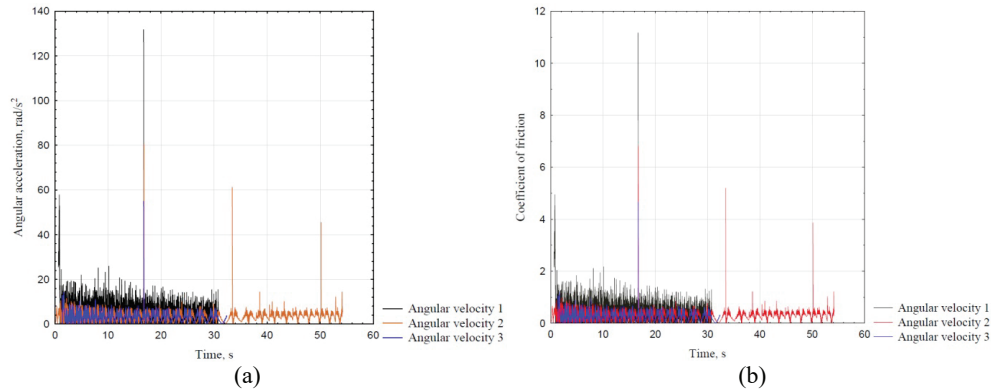 140
120
100
80
60
40
20
0
Angular acceleration, rad/s²
0 10 20 30 40 50 60
Time, s
Angular velocity 1
Angular velocity 2
Angular velocity 3
(a)
12
10
8
6
4
2
0
Coefficient of friction
0 10 20 30 40 50 60
Time, s
Angular velocity 1
Angular velocity 2
Angular velocity 3
(b)